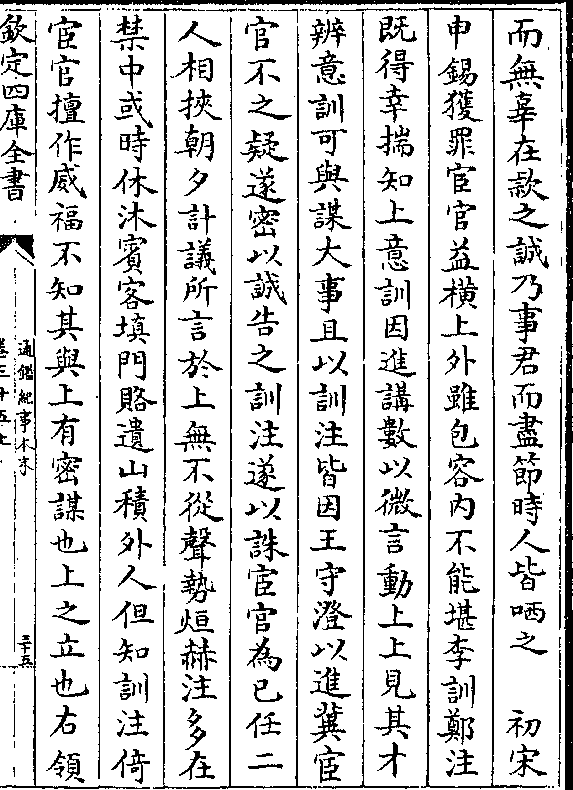 而無辜在款之誠乃事君而盡節時人皆哂之　初宋
申錫獲罪宦官益橫上外雖包容内不能堪李訓鄭注
既得幸揣知上意訓因進講數以微言動上上見其才
辨意訓可與謀大事且以訓注皆因王守澄以進冀宦
官不之疑遂密以誠告之訓注遂以誅宦官為已任二
人相挾朝夕計議所言於上無不從聲勢烜赫注多在
禁中或時休沐賓客填門賂遺山積外人但知訓注倚
宦官擅作威福不知其與上有密謀也上之立也右領
欽定四庫全書
通鑑紀事本末
三十五